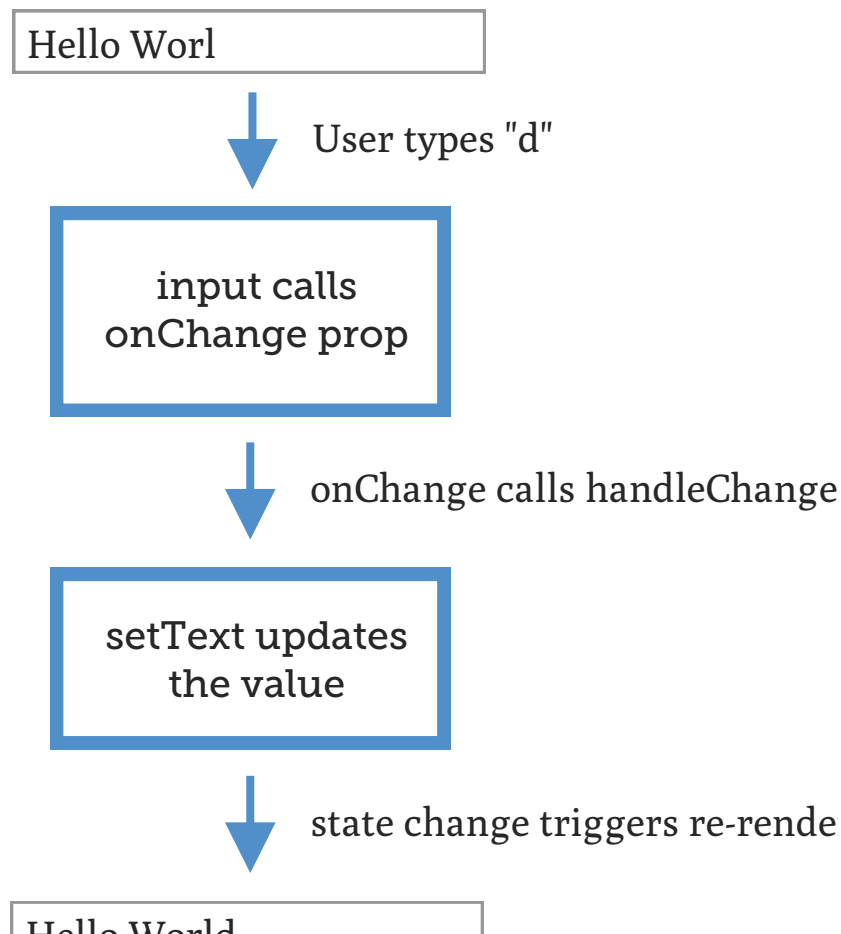 Hello Worl
User types "d"
input calls
onChange prop
onChange calls handleChange
setText updates
the value
state change triggers re-rende
Hello World